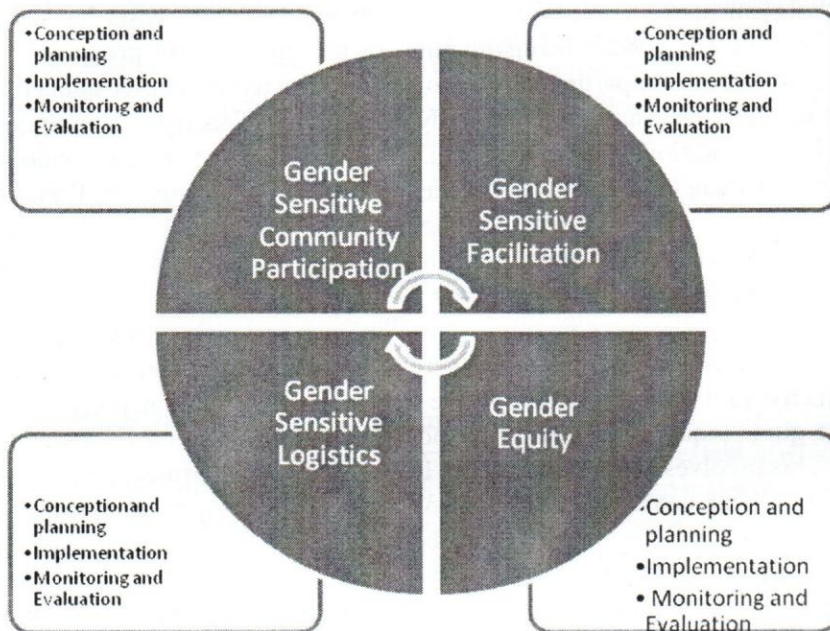 •Conception and
planning
•Implementation
•Monitoring and
Evaluation
•Conception and
planning
•Implementation
•Monitoring and
Evaluation
Gender
Sensitive
Community
Participation
Gender
Sensitive
Facilitation
Gender
Sensitive
Logistics
Gender
Equity
•Conceptionand
planning
•Implementation
•Monitoring and
Evaluation
•Conception and
planning
•Implementation
• Monitoring and
Evaluation